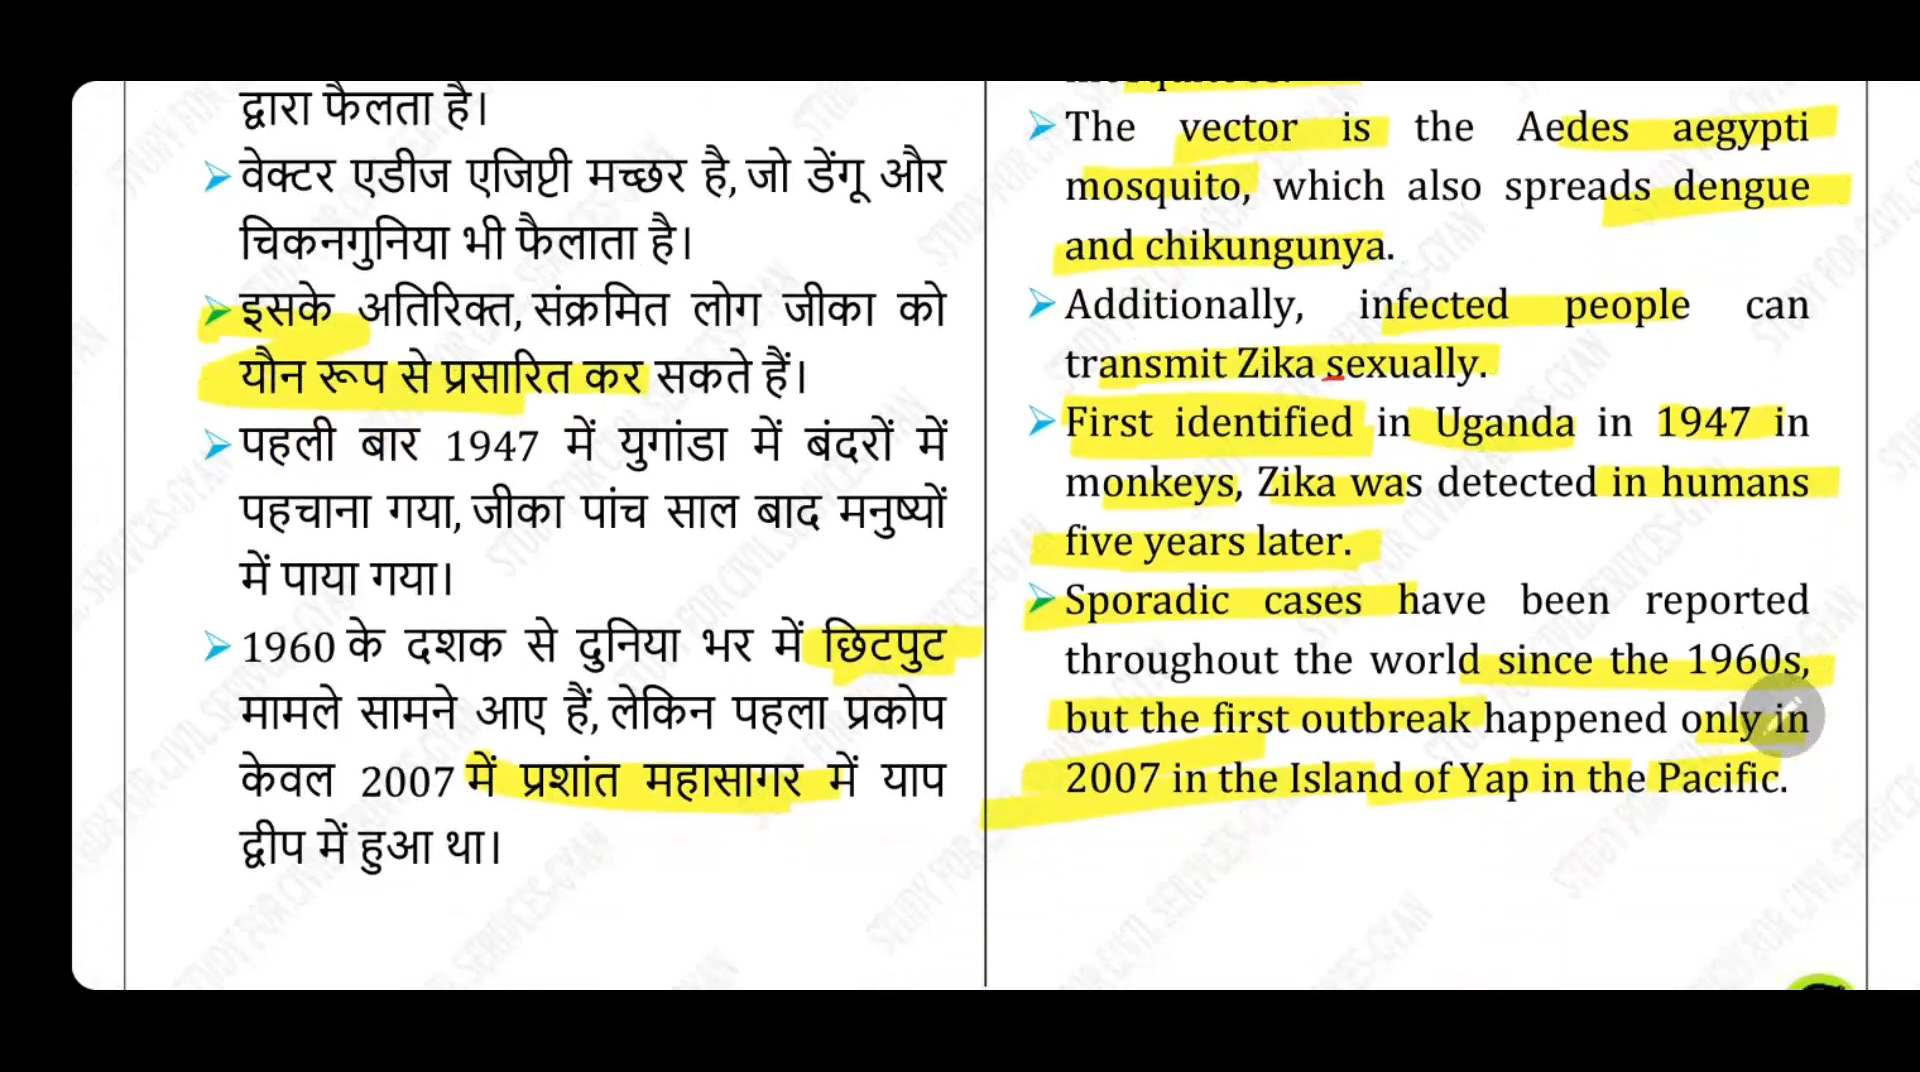 द्वारा फैलता है।
वेक्टर एडीज एजिप्टी मच्छर है, जो डेंगू और
चिकनगुनिया भी फैलाता है।
इसके अतिरिक्त, संक्रमित लोग जीका को
यौन रूप से प्रसारित कर सकते हैं।
पहली बार 1947 में युगांडा में बंदरों में
पहचाना गया, जीका पांच साल बाद मनुष्यों
में पाया गया।
1960 के दशक से दुनिया भर में छिटपुट
मामले सामने आए हैं, लेकिन पहला प्रकोप
केवल 2007 में प्रशांत महासागर में याप
द्वीप में हुआ था।
The vector is the Aedes aegypti
mosquito, which also spreads dengue
and chikungunya.
Additionally, infected people can
transmit Zika sexually.
First identified in Uganda in 1947 in
monkeys, Zika was detected in humans
five years later.
Sporadic cases have been reported
throughout the world since the 1960s,
but the first outbreak happened only in
2007 in the Island of Yap in the Pacific.